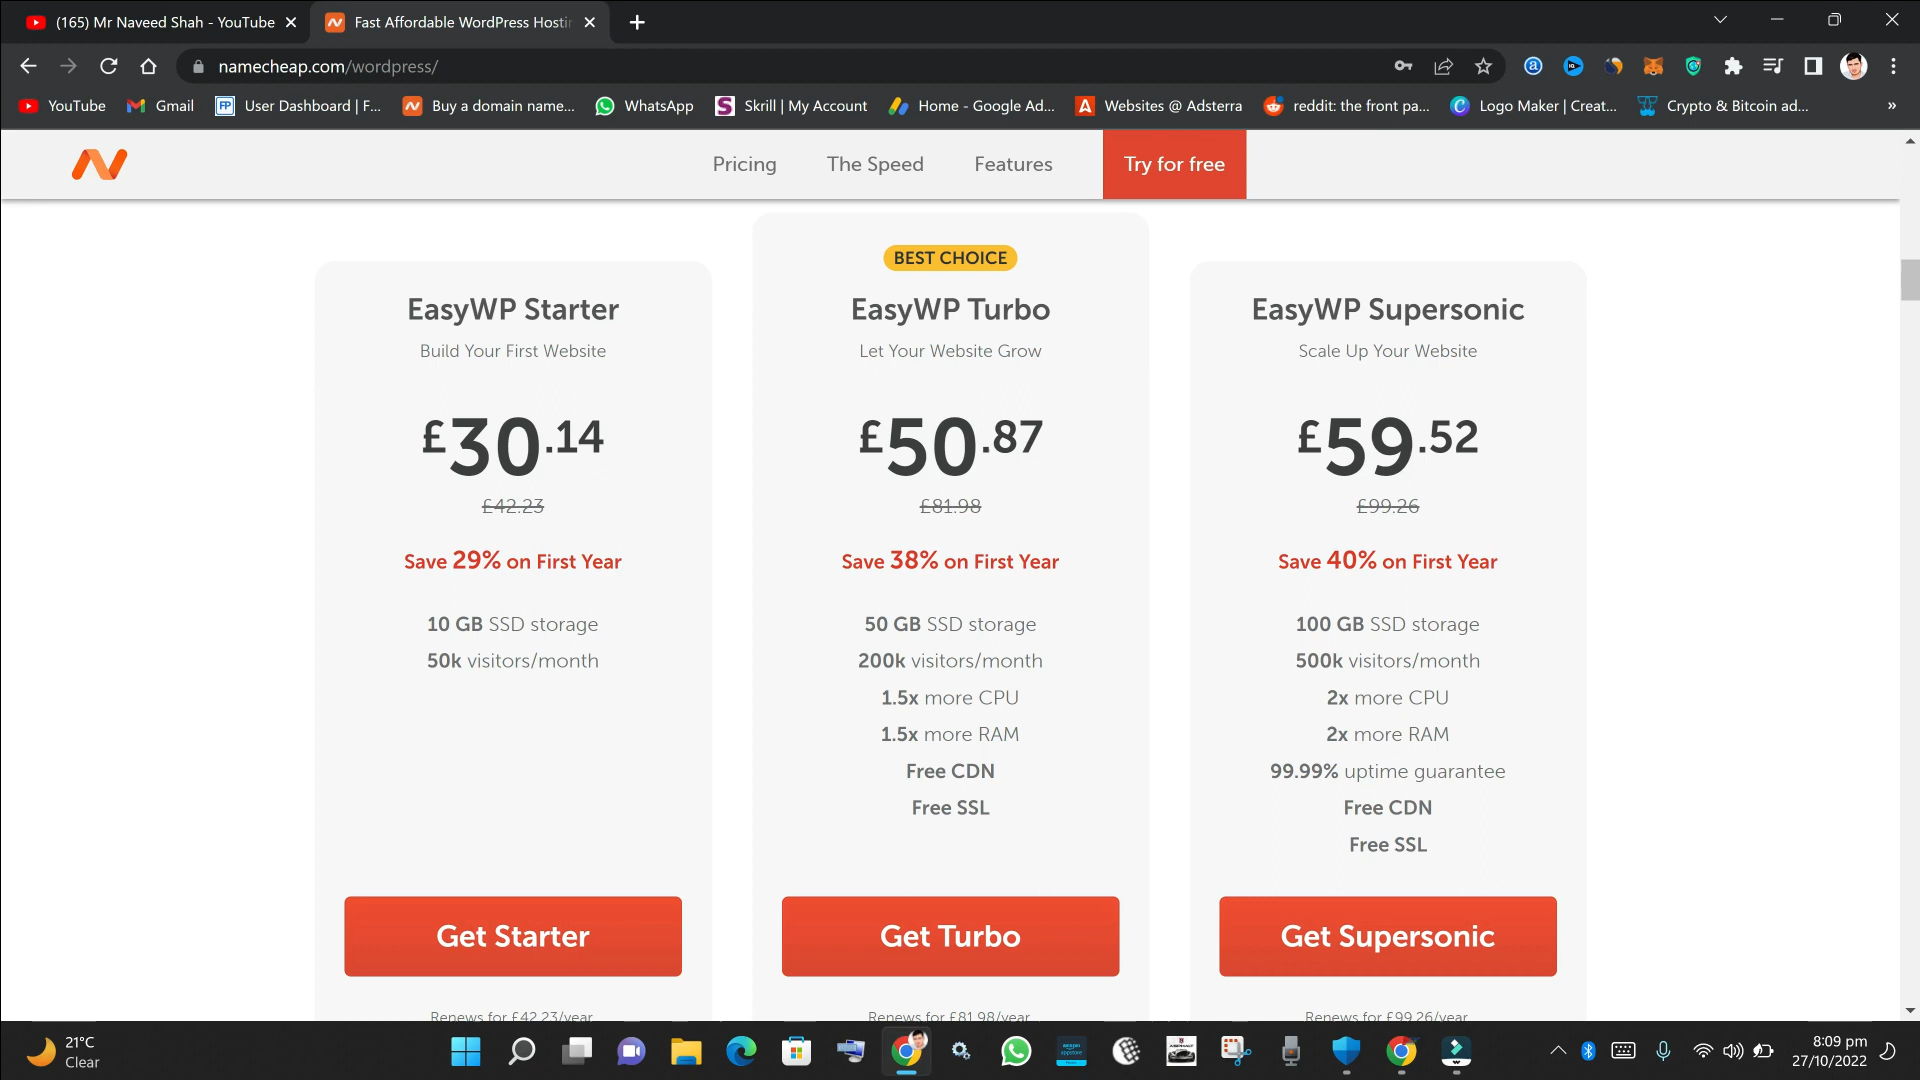 (165) Mr Naveed Shah - YouTube
Fast Affordable WordPress Hosti
namecheap.com/wordpress/
YouTube
Gmail
User Dashboard | F...
Buy a domain name...
WhatsApp
Skrill | My Account
Home - Google Ad...
Websites @ Adsterra
reddit: the front pa...
Logo Maker | Creat...
Crypto & Bitcoin ad...
»
Pricing
The Speed
Features
Try for free
EasyWP Starter
Build Your First Website
£30.14
£42.23
Save 29% on First Year
10 GB SSD storage
50k visitors/month
Get Starter
Renews for £42.23/year
BEST CHOICE
EasyWP Turbo
Let Your Website Grow
£50.87
£81.98
Save 38% on First Year
50 GB SSD storage
200k visitors/month
1.5x more CPU
1.5x more RAM
Free CDN
Free SSL
Get Turbo
Renews for £81.98/year
EasyWP Supersonic
Scale Up Your Website
£59.52
£99.26
Save 40% on First Year
100 GB SSD storage
500k visitors/month
2x more CPU
2x more RAM
99.99% uptime guarantee
Free CDN
Free SSL
Get Supersonic
Renews for £99.26/year
21°C
Clear
8:09 pm
27/10/2022